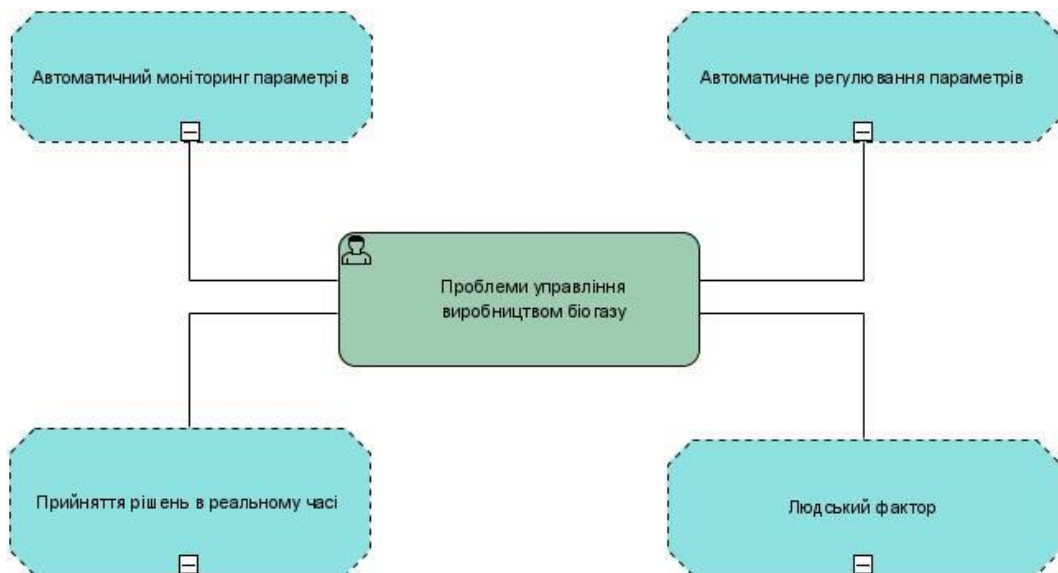 Автоматичний моніторинг параметрів
Автоматичне регулювання параметрів
Проблеми управління
виробництвом біогазу
Прийняття рішень в реальному часі
Людський фактор